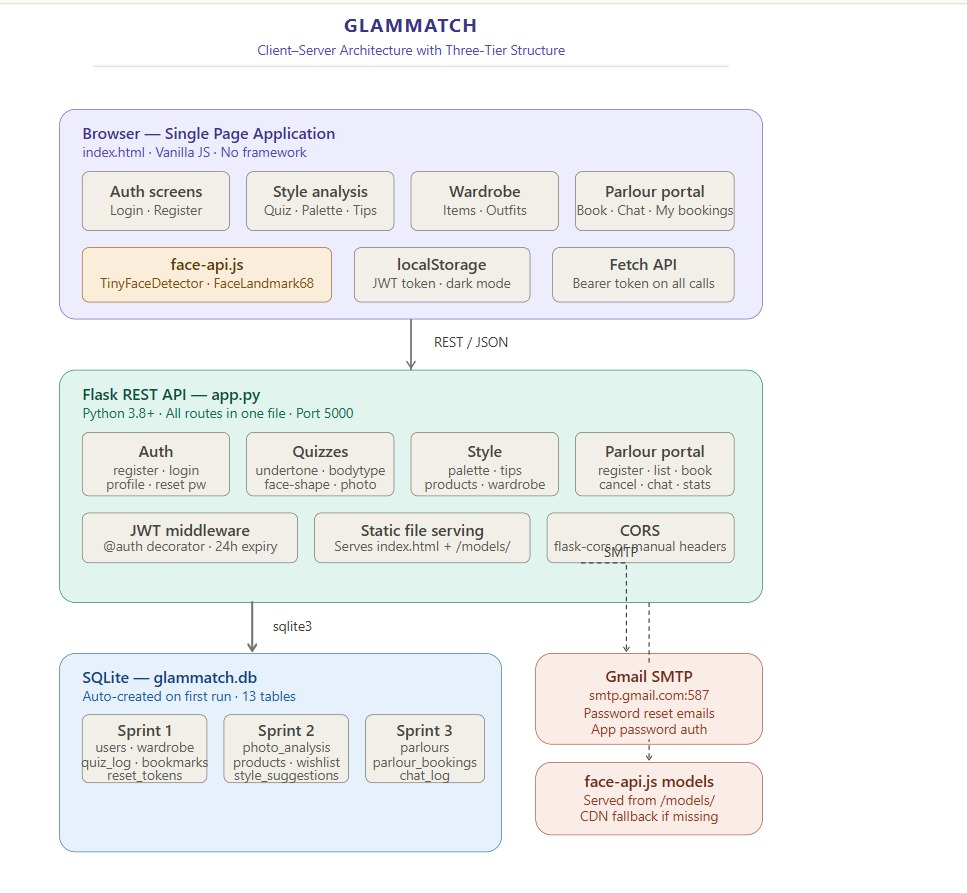 GLAMMATCH
Client–Server Architecture with Three-Tier Structure
Browser — Single Page Application
index.html · Vanilla JS · No framework
Auth screens
Login · Register
Style analysis
Quiz · Palette · Tips
Wardrobe
Items · Outfits
Parlour portal
Book · Chat · My bookings
face-api.js
TinyFaceDetector · FaceLandmark68
localStorage
JWT token · dark mode
Fetch API
Bearer token on all calls
REST / JSON
Flask REST API — app.py
Python 3.8+ · All routes in one file · Port 5000
Auth
register · login
profile · reset pw
Quizzes
undertone · bodytype
face-shape · photo
Style
palette · tips
products · wardrobe
Parlour portal
register · list · book
cancel · chat · stats
JWT middleware
@auth decorator · 24h expiry
Static file serving
Serves index.html + /models/
CORS
flask-cors or manual headers
SMTP
sqlite3
SQLite — glammatch.db
Auto-created on first run · 13 tables
Sprint 1
users · wardrobe
quiz_log · bookmarks
reset_tokens
Sprint 2
photo_analysis
products · wishlist
style_suggestions
Sprint 3
parlours
parlour_bookings
chat_log
Gmail SMTP
smtp.gmail.com:587
Password reset emails
App password auth
face-api.js models
Served from /models/
CDN fallback if missing